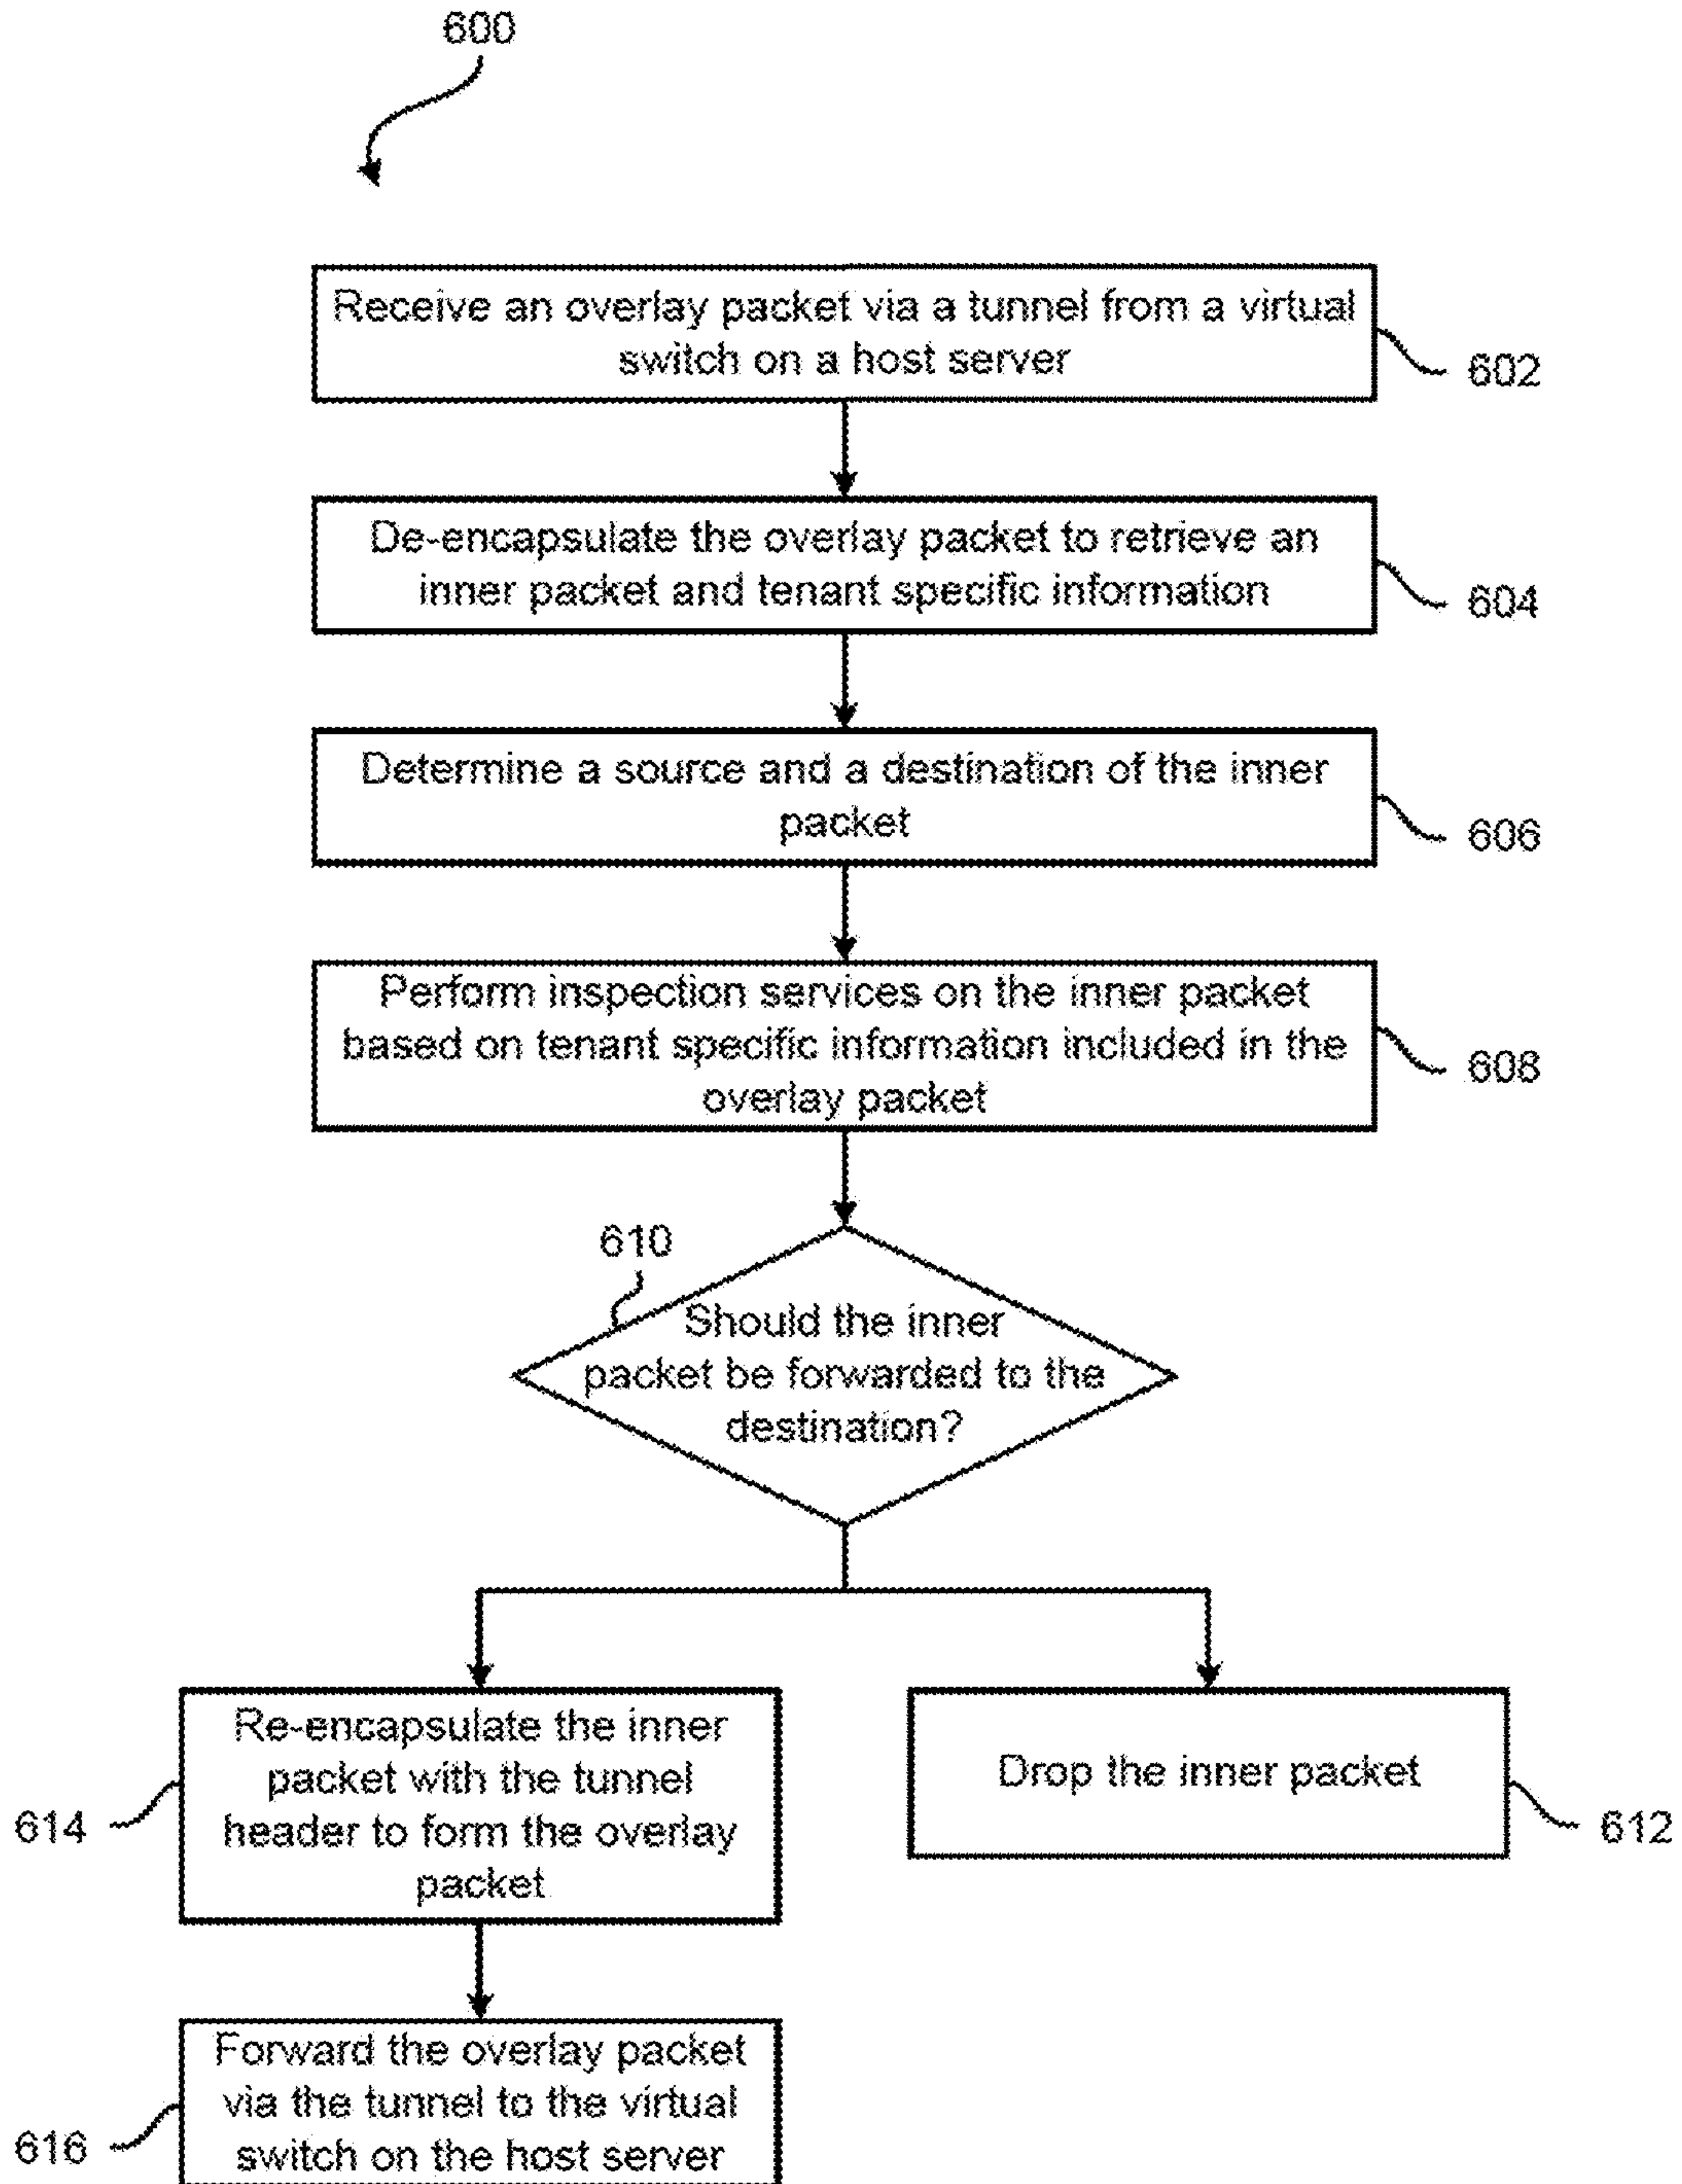 600
Receive an overlay packet via a tunnel from a virtual
switch on a host server
602
De-encapsulate the overlay packet to retrieve an
inner packet and tenant specific information
604
Determine a source and a destination of the inner
packet
606
Perform inspection services on the inner packet
based on tenant specific information included in the
overlay packet
608
610
Should the inner
packet be forwarded to the
destination?
Re-encapsulate the inner
packet with the tunnel
header to form the overlay
packet
614
Drop the inner packet
612
Forward the overlay packet
via the tunnel to the virtual
switch on the host server
616